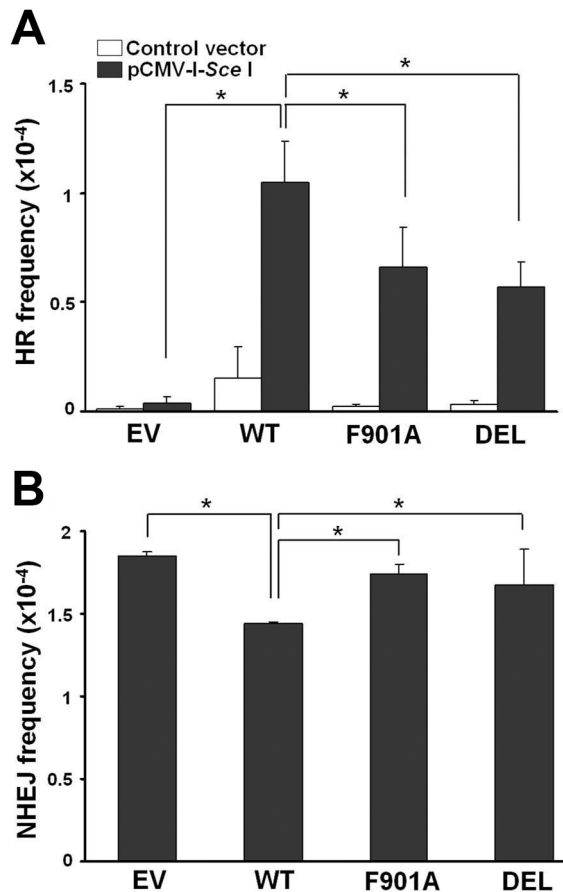 A
Control vector
pCMV-I-Sce I
*
*
*
1.5
1
0.5
0
HR frequency (x10⁻⁴)
EV WT F901A DEL
B
*
*
*
2
1.5
1
0.5
0
NHEJ frequency (x10⁻⁴)
EV WT F901A DEL